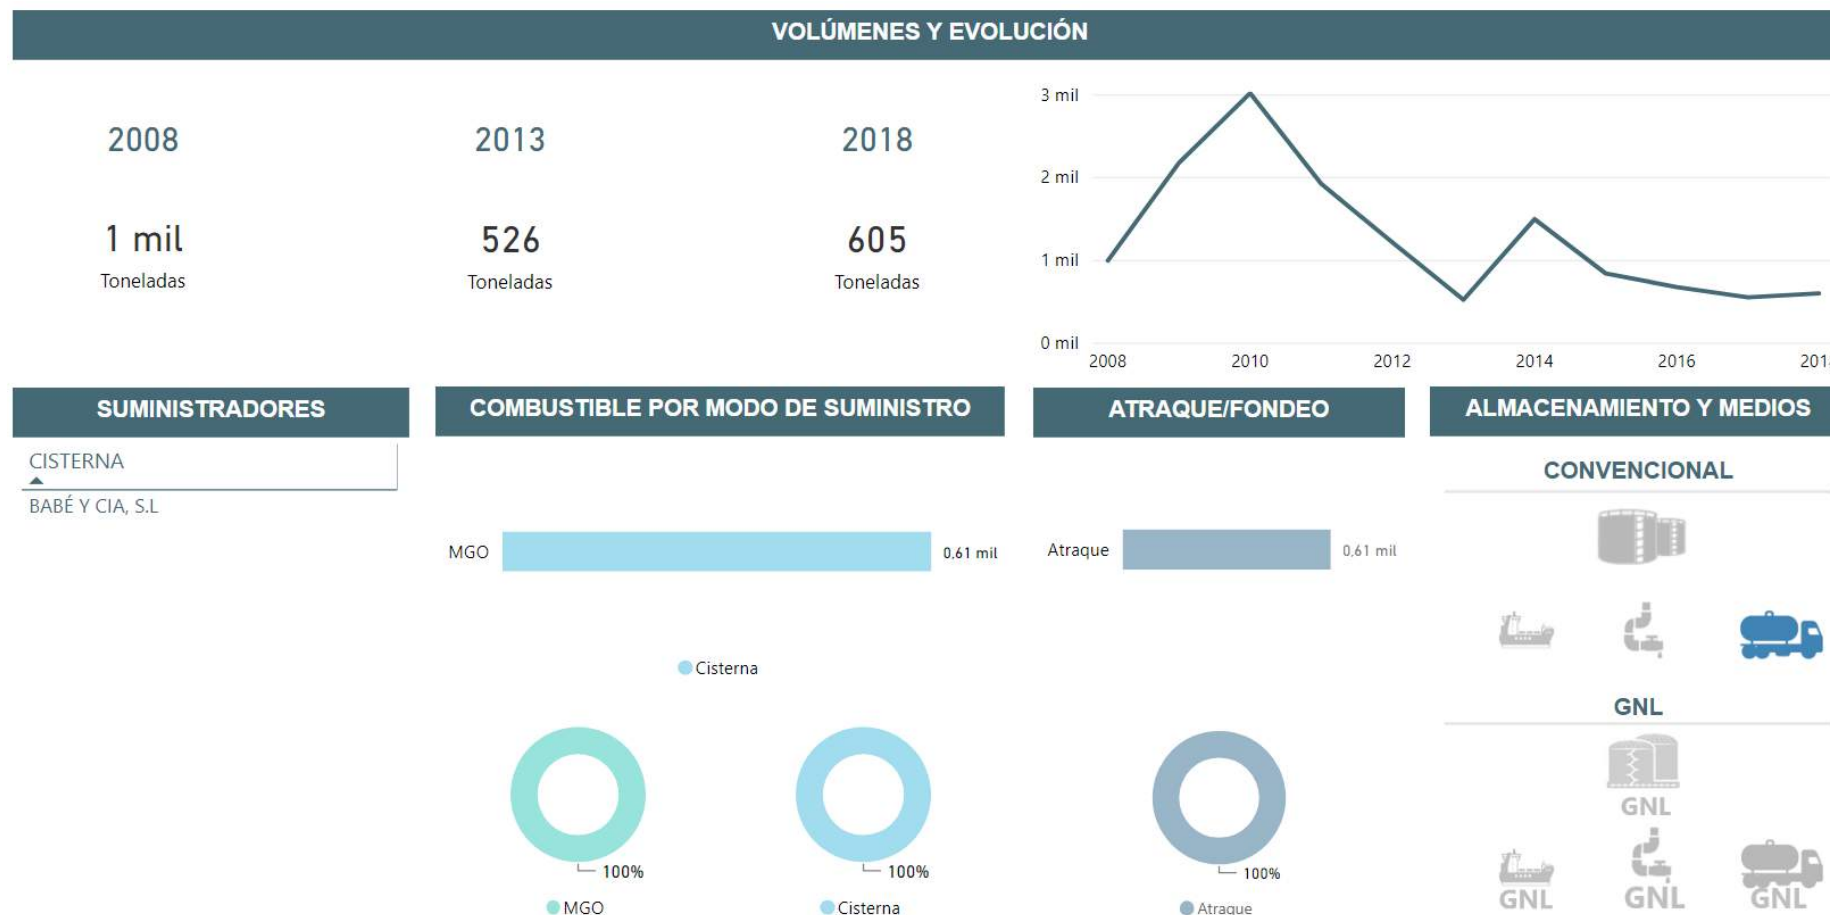 VOLÚMENES Y EVOLUCIÓN
2008
2013
2018
1 mil
526
605
Toneladas
Toneladas
Toneladas
3 mil
2 mil
1 mil
0 mil
2008
2010
2012
2014
2016
SUMINISTRADORES
CISTERNA
BABÉ Y CIA, S.L
COMBUSTIBLE POR MODO DE SUMINISTRO
MGO
0,61 mil
Cisterna
100%
100%
MGO
Cisterna
ATRAQUE/FONDEO
Atraque
0,61 mil
100%
Atraque
ALMACENAMIENTO Y MEDIOS
CONVENCIONAL
GNL
GNL
GNL
GNL
GNL